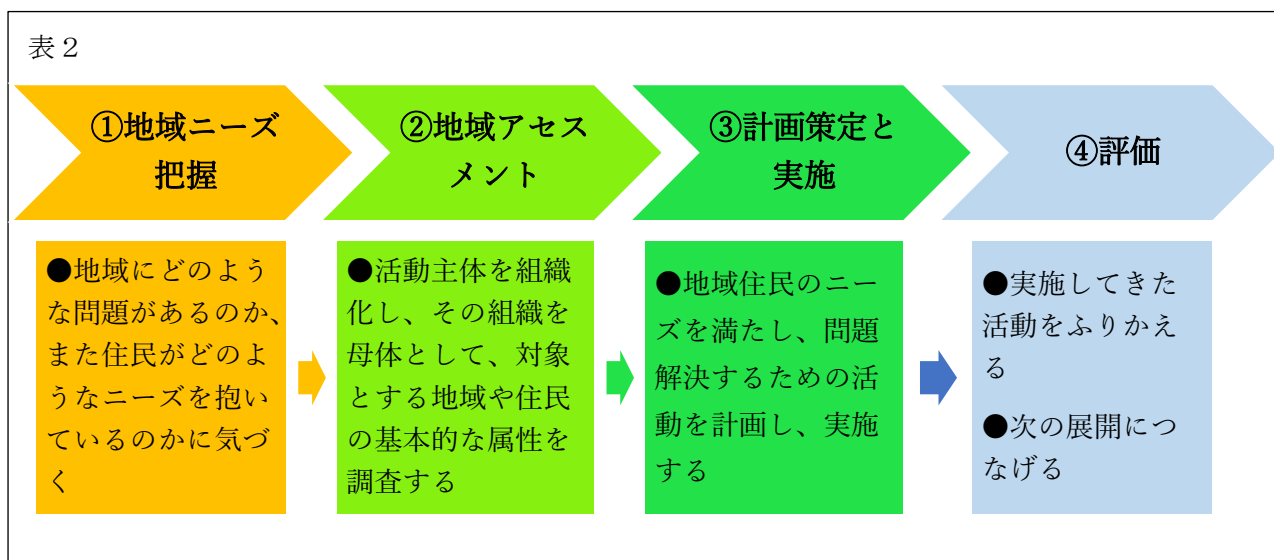 表２
①地域ニーズ
把握
②地域アセス
メント
③計画策定と
実施
④評価
●地域にどのよう
な問題があるのか、
また住民がどのよ
うなニーズを抱い
ているのかに気づ
く
●活動主体を組織
化し、その組織を
母体として、対象
とする地域や住民
の基本的な属性を
調査する
●地域住民のニー
ズを満たし、問題
解決するための活
動を計画し、実施
する
●実施してきた
活動をふりかえ
る
●次の展開につ
なげる